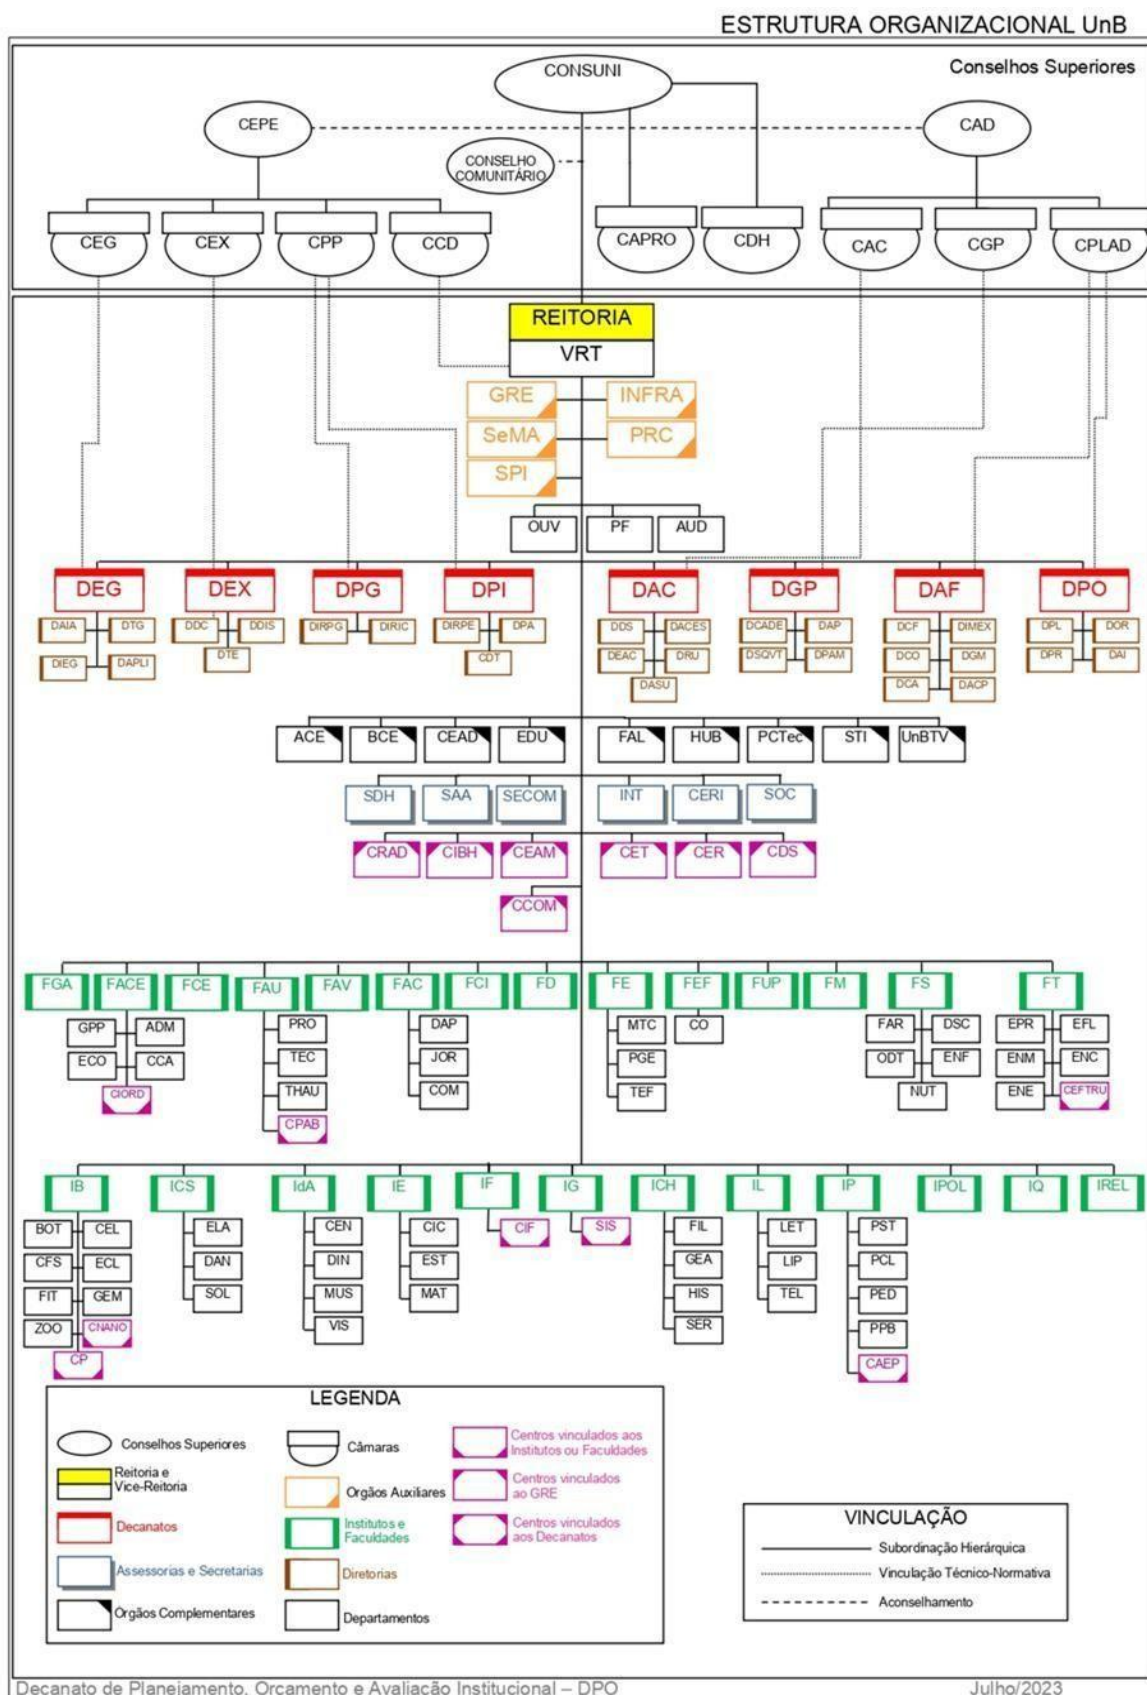 ESTRUTURA ORGANIZACIONAL UnB
Conselhos Superiores
CONSUNI
CEPE
CAD
CONSELHO
COMUNITÁRIO
CEG CEX CPP CCD CAPRO CDH CAC CGP CPLAD
REITORIA
VRT
GRE INFRA
SeMA PRC
SPI
OUV PF AUD
DEG DEX DPG DPI DAC DGP DAF DPO
DAIA DTG DDC DDIS DIRPG DIRIC DIRPE DPA DDS DACES DCADE DAP DCF DIMEX DPL DOR
DIEG DAPLI DTE CDT DEAC DRU DSQVT DPAM DCO DGM DPR DAI
DASU DCA DACP
ACE BCE CEAD EDU FAL HUB PCTec STI UnBTV
SDH SAA SECOM INT CERI SOC
CRAD CIBH CEAM CET CER CDS
CCOM
FGA FACE FCE FAU FAV FAC FCI FD FE FEF FUP FM FS FT
GPP ADM PRO DAP MTC CO FAR DSC EPR EFL
ECO CCA TEC JOR PGE ODT ENF ENM ENC
CIORD THAU COM TEF NUT ENE CEFTRU
CPAB
IB ICS IdA IE IF IG ICH IL IP IPOL IQ IREL
BOT CEL ELA CEN CIC CIF SIS FIL LET PST
CFS ECL DAN DIN EST GEA LIP PCL
FIT GEM SOL MUS MAT HIS TEL PED
ZOO CNANO VIS SER PPB
CP CAEP
LEGENDA
Conselhos Superiores
Câmaras
Centros vinculados aos
Institutos ou Faculdades
Reitoria e
Vice-Reitoria
Orgãos Auxiliares
Centros vinculados
ao GRE
Decanatos
Institutos e
Faculdades
Centros vinculados
aos Decanatos
Assessorias e Secretarias
Diretorias
Orgãos Complementares
Departamentos
VINCULAÇÃO
Subordinação Hierárquica
Vinculação Técnico-Normativa
Aconselhamento
Decanato de Planejamento, Orçamento e Avaliação Institucional – DPO
Julho/2023